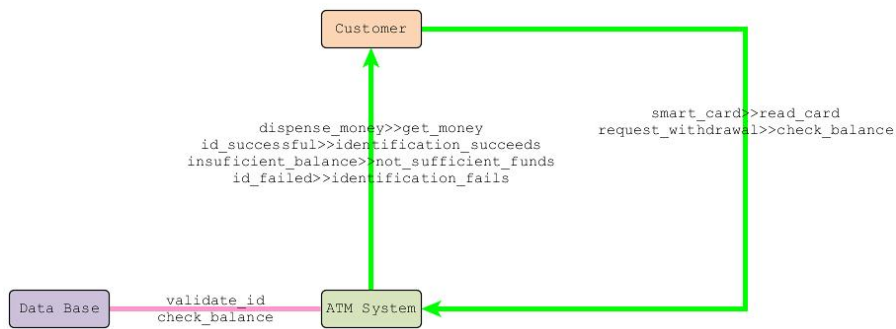 Customer
smart_card>>read_card
request_withdrawal>>check_balance
dispense_money>>get_money
id_successful>>identification_succeeds
insuficient_balance>>not_sufficient_funds
id_failed>>identification_fails
Data Base
validate_id
check_balance
ATM System